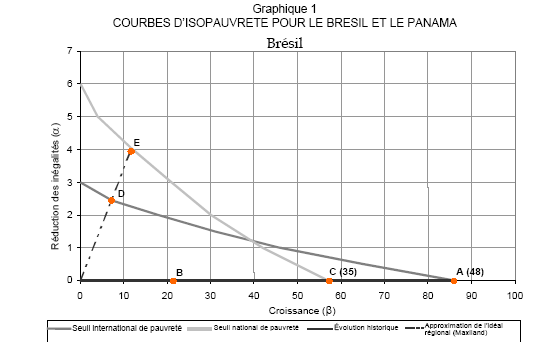 Graphique 1
COURBES D'ISOPAUVRETE POUR LE BRESIL ET LE PANAMA
Brésil
7
6
5
4
3
2
1
0
Réduction des inégalités (α)
E
D
B
C (35)
A (48)
0 10 20 30 40 50 60 70 80 90 100
Croissance (β)
Seuil international de pauvreté
Seuil national de pauvreté
Évolution historique
Approximation de l'idéal
régional (Maxiland)